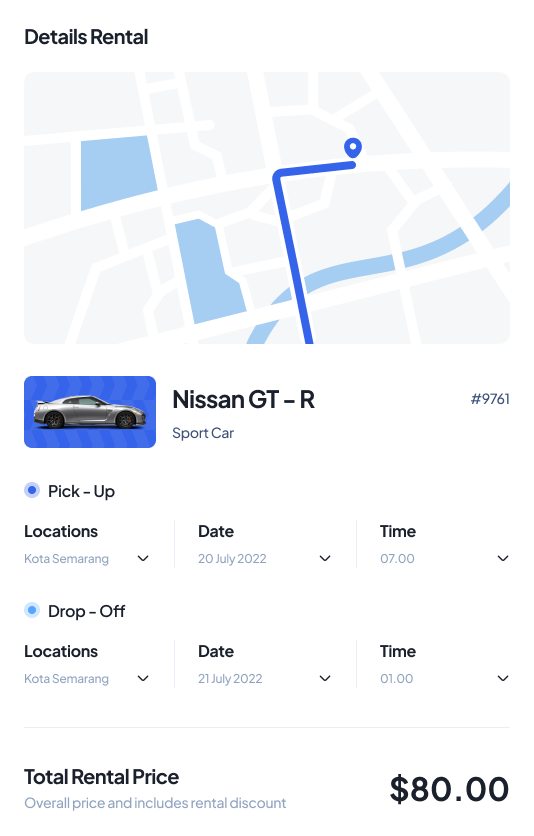 Details Rental
Nissan GT – R
#9761
Sport Car
Pick - Up
Locations
Date
Time
Kota Semarang
20 July 2022
07.00
Drop - Off
Locations
Date
Time
Kota Semarang
21 July 2022
01.00
Total Rental Price
$80.00
Overall price and includes rental discount